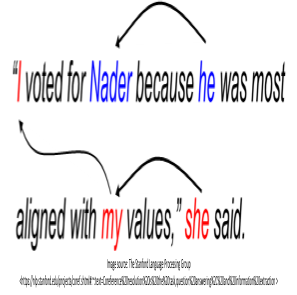 “I voted for Nader because he was most
aligned with my values,” she said.
Image source: The Stanford Language Processing Group